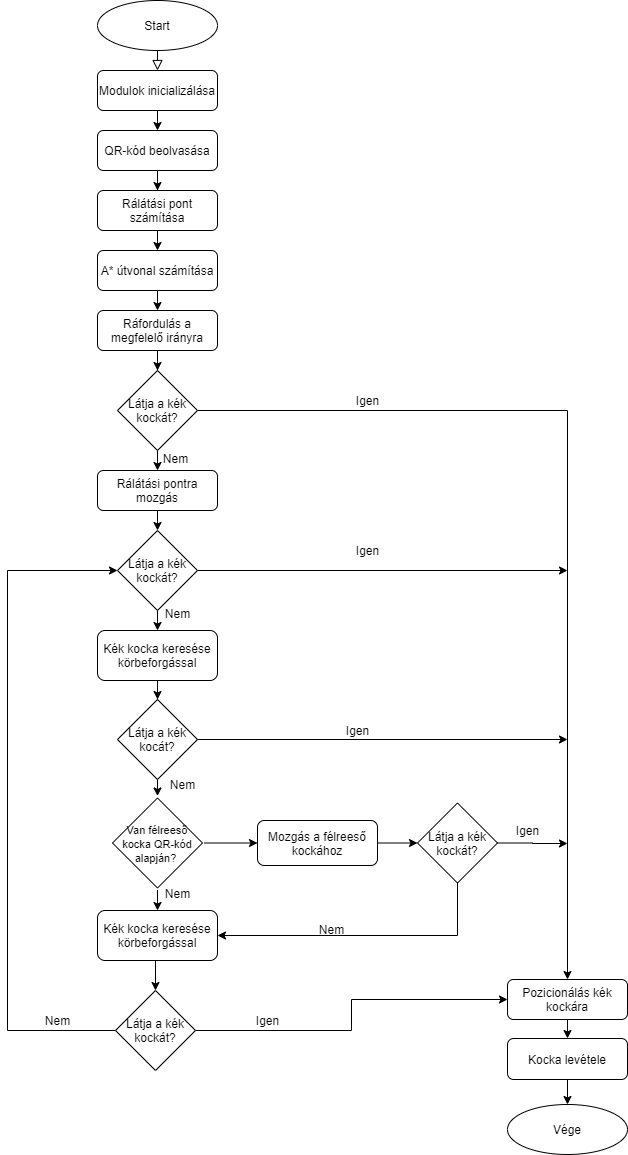 Start
Modulok inicializálása
QR-kód beolvasása
Rálátási pont
számítása
A* útvonal számítása
Ráfordulás a
megfelelő irányra
Látja a kék
kockát?
Igen
Nem
Rálátási pontra
mozgás
Látja a kék
kockát?
Igen
Nem
Kék kocka keresése
körbeforgással
Látja a kék
kocát?
Igen
Nem
Van félreeső
kocka QR-kód
alapján?
Mozgás a félreeső
kockához
Látja a kék
kockát?
Igen
Nem
Nem
Kék kocka keresése
körbeforgással
Látja a kék
kockát?
Nem
Igen
Pozicionálás kék
kockára
Kocka levétele
Vége